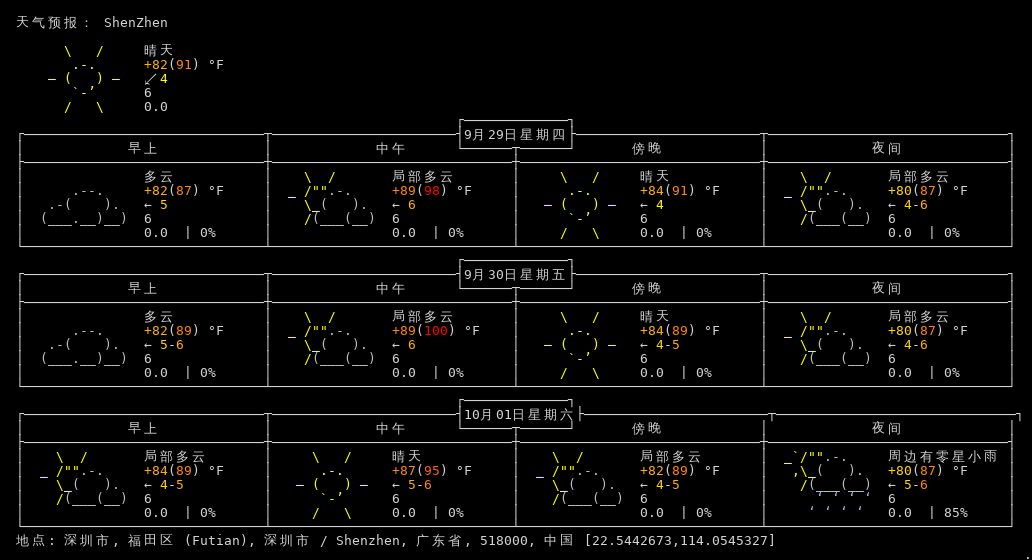 天气预报： ShenZhen
晴天
+82(91) °F
↙ 4
6
0.0
9月29日星期四
早上 中午 傍晚 夜间
多云 局部多云 晴天 局部多云
+82(87) °F +89(98) °F +84(91) °F +80(87) °F
← 5 ← 6 ← 4 ← 4-6
6 6 6 6
0.0 | 0% 0.0 | 0% 0.0 | 0% 0.0 | 0%
9月30日星期五
早上 中午 傍晚 夜间
多云 局部多云 晴天 局部多云
+82(89) °F +89(100) °F +84(89) °F +80(87) °F
← 5-6 ← 6 ← 4-5 ← 4-6
6 6 6 6
0.0 | 0% 0.0 | 0% 0.0 | 0% 0.0 | 0%
10月01日星期六
早上 中午 傍晚 夜间
局部多云 晴天 局部多云 周边有零星小雨
+84(89) °F +87(95) °F +82(89) °F +80(87) °F
← 4-5 ← 5-6 ← 4-5 ← 5-6
6 6 6 6
0.0 | 0% 0.0 | 0% 0.0 | 0% 0.0 | 85%
地点: 深圳市, 福田区 (Futian), 深圳市 / Shenzhen, 广东省, 518000, 中国 [22.5442673,114.0545327]